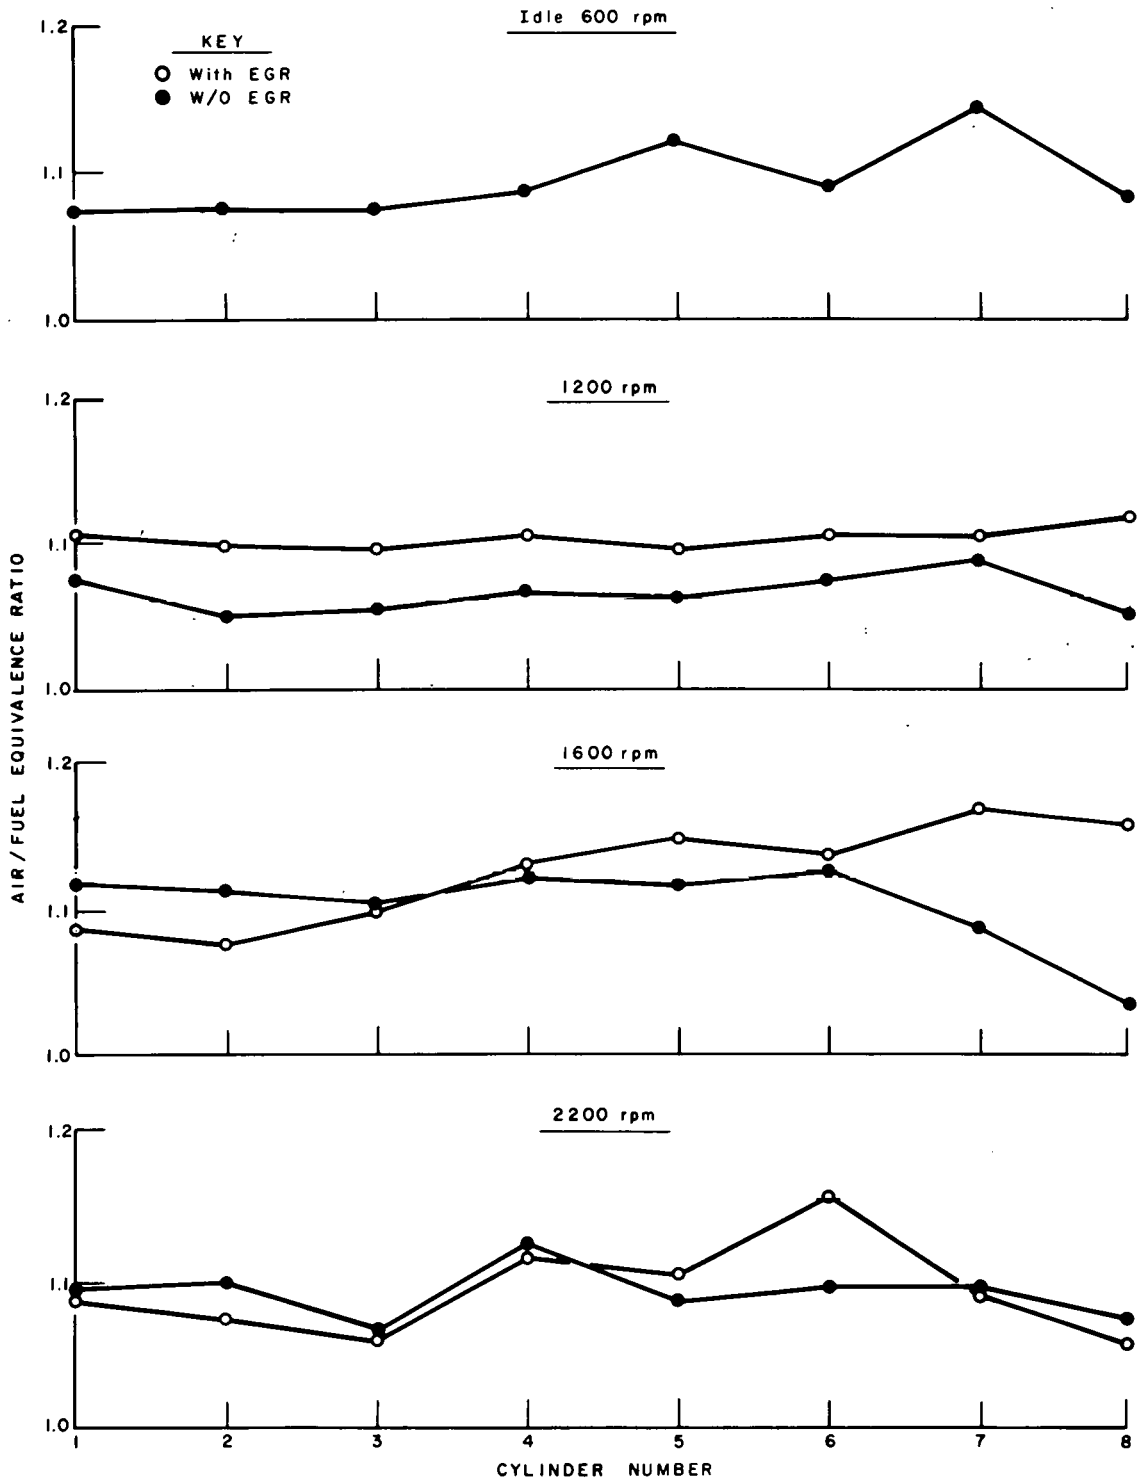 Idle 600 rpm
1.2
KEY
With EGR
W/O EGR
1.1
1.0
1200 rpm
1.2
1.1
1.0
AIR/FUEL EQUIVALENCE RATIO
1600 rpm
1.2
1.1
1.0
2200 rpm
1.2
1.1
1.0
1 2 3 4 5 6 7 8
CYLINDER NUMBER